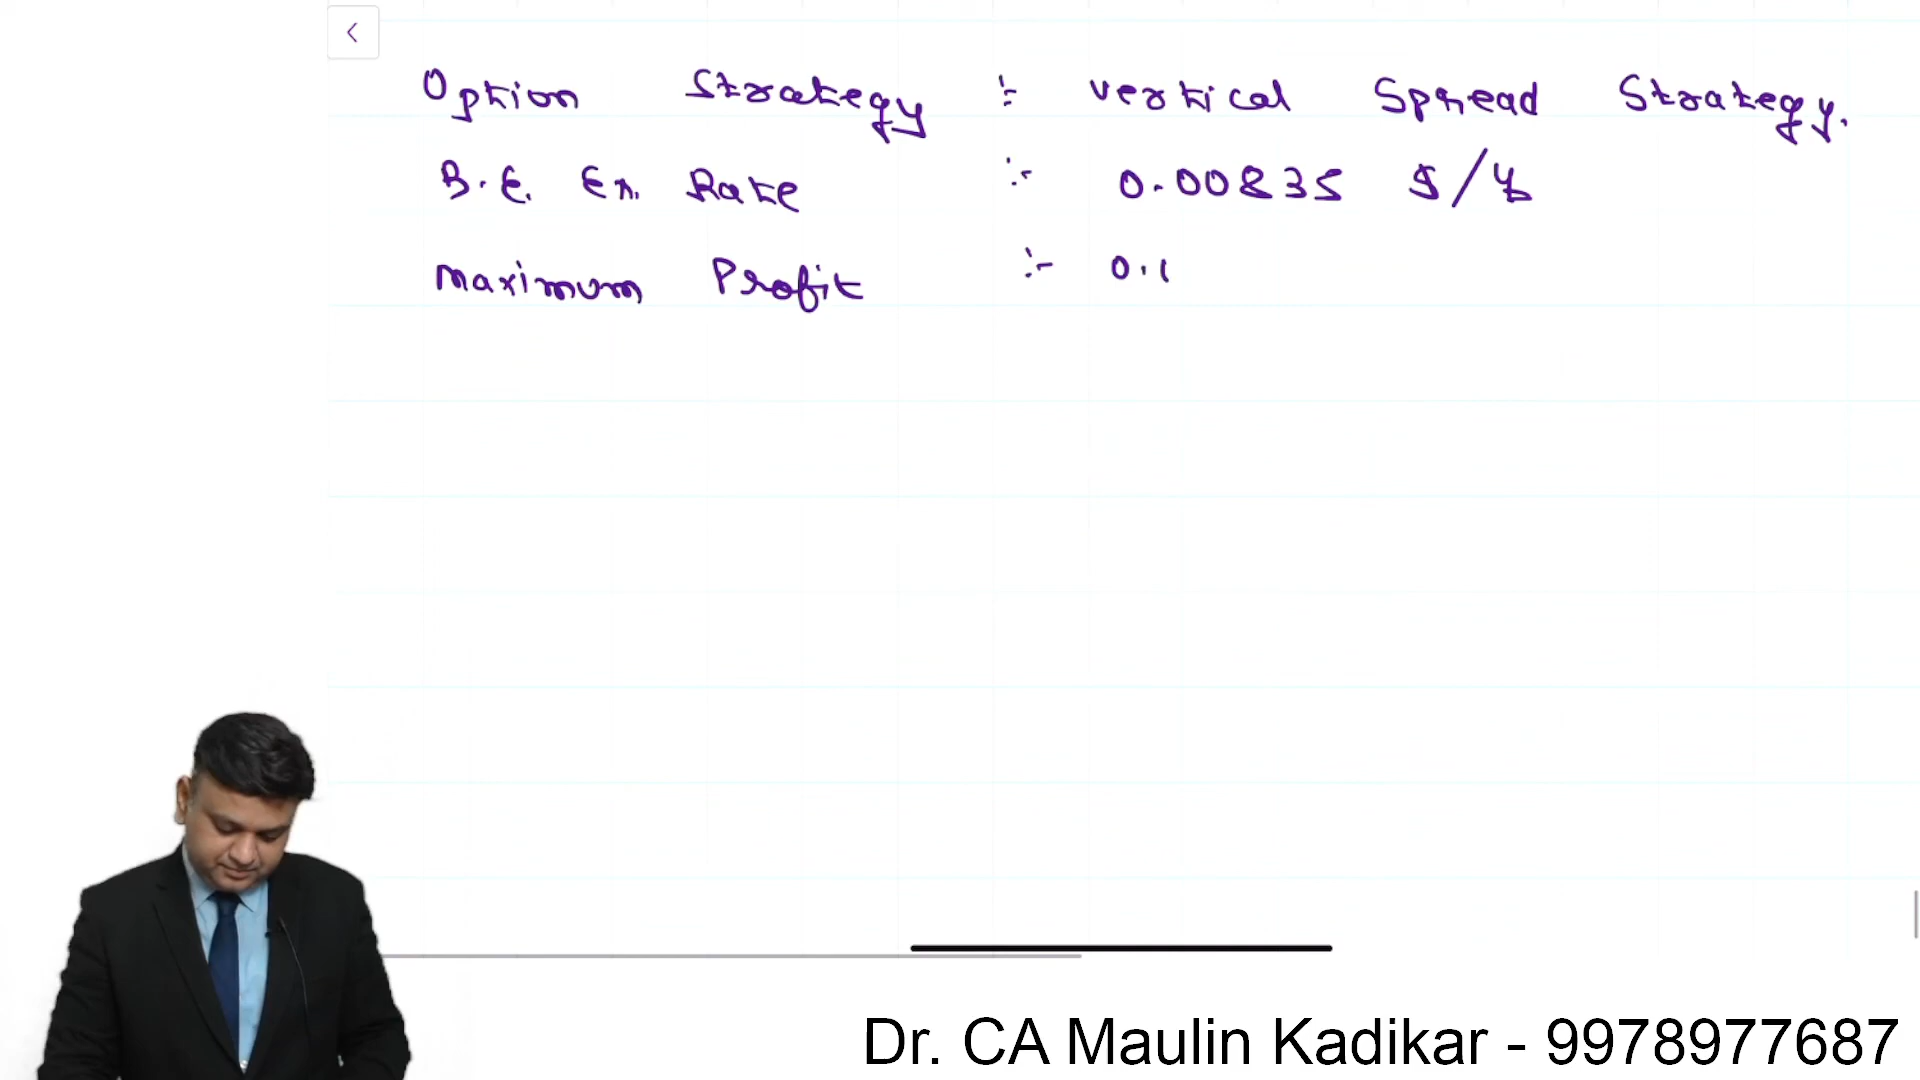 Option Strategy :- Vertical Spread Strategy.
B.E. Ex. Rate :- 0.00835 $/¥
Maximum Profit :- 0.1
Dr. CA Maulin Kadikar - 9978977687